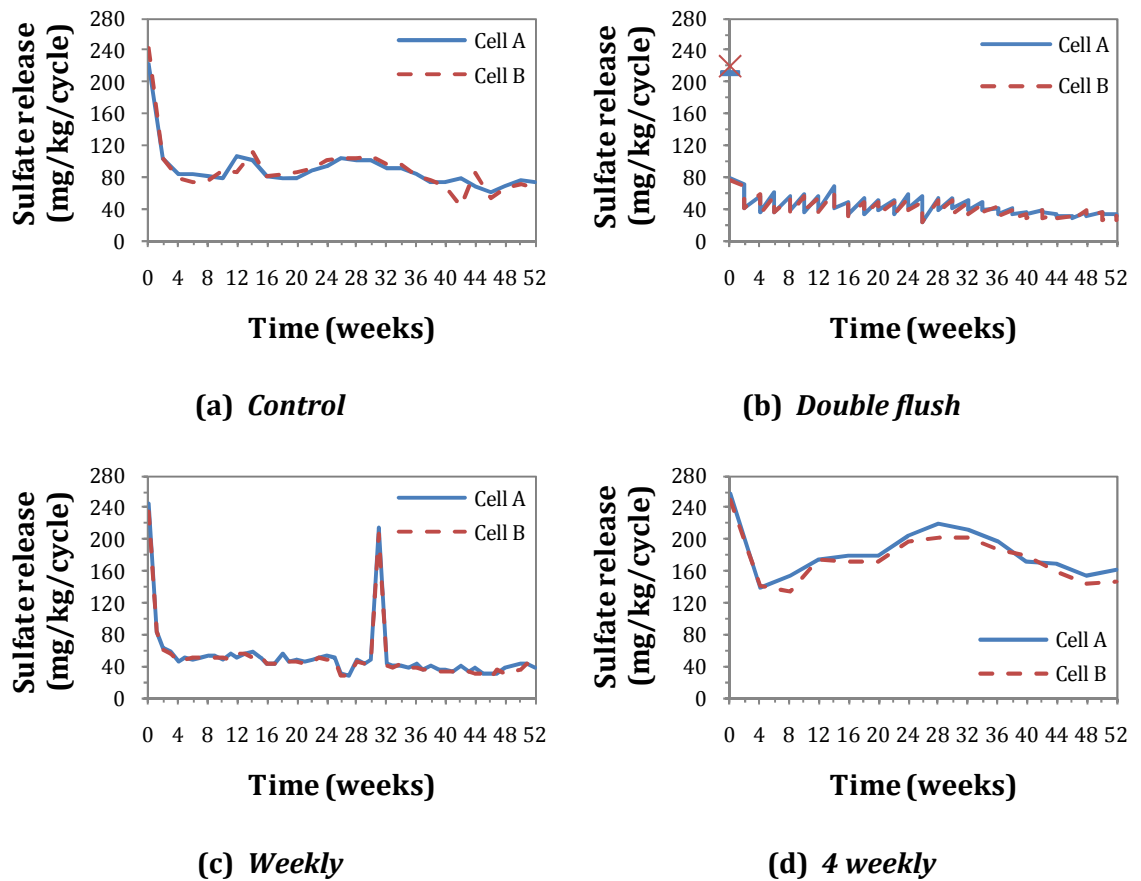 Sulfate release
(mg/kg/cycle)
280
240
200
160
120
80
40
0
Cell A
Cell B
0 4 8 12 16 20 24 28 32 36 40 44 48 52
Time (weeks)
(a) Control
Sulfate release
(mg/kg/cycle)
280
240
200
160
120
80
40
0
Cell A
Cell B
0 4 8 12 16 20 24 28 32 36 40 44 48 52
Time (weeks)
(b) Double flush
Sulfate release
(mg/kg/cycle)
280
240
200
160
120
80
40
0
Cell A
Cell B
0 4 8 12 16 20 24 28 32 36 40 44 48 52
Time (weeks)
(c) Weekly
Sulfate release
(mg/kg/cycle)
280
240
200
160
120
80
40
0
Cell A
Cell B
0 4 8 12 16 20 24 28 32 36 40 44 48 52
Time (weeks)
(d) 4 weekly